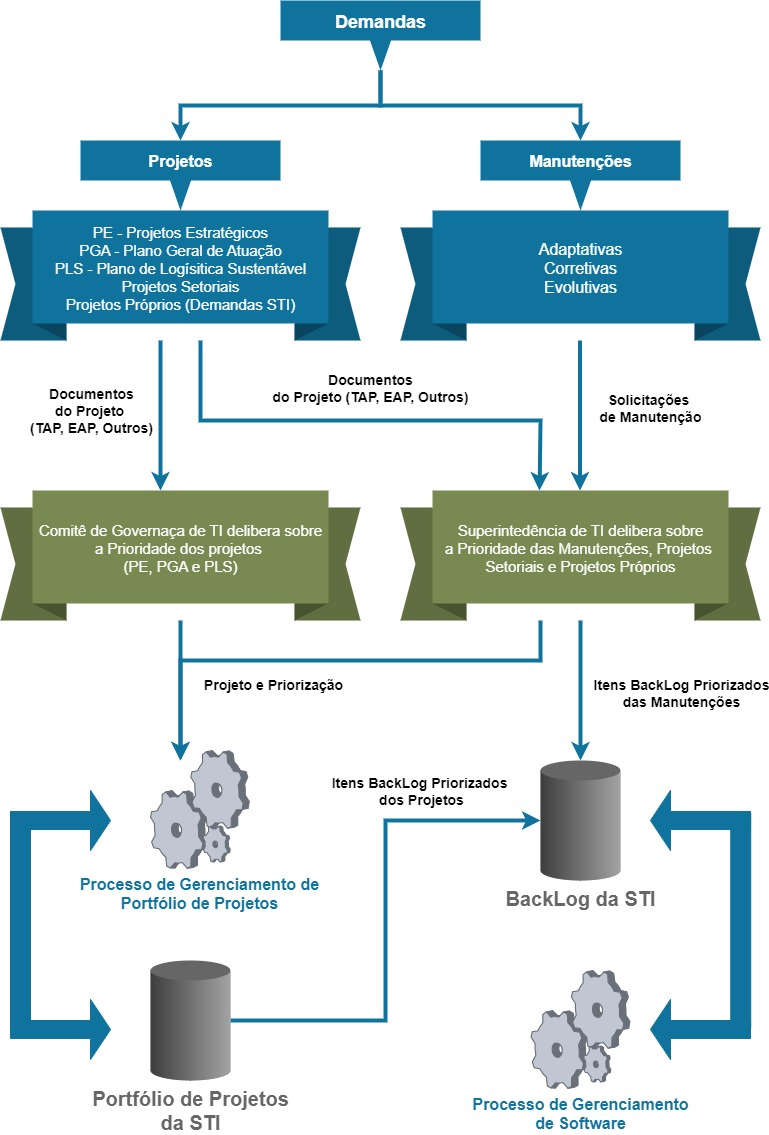 Demandas
Projetos
Manutenções
PE - Projetos Estratégicos
PGA - Plano Geral de Atuação
PLS - Plano de Logísitica Sustentável
Projetos Setoriais
Projetos Próprios (Demandas STI)
Adaptativas
Corretivas
Evolutivas
Documentos
do Projeto
(TAP, EAP, Outros)
Documentos
do Projeto (TAP, EAP, Outros)
Solicitações
de Manutenção
Comitê de Governaça de TI delibera sobre
a Prioridade dos projetos
(PE, PGA e PLS)
Superintedência de TI delibera sobre
a Prioridade das Manutenções, Projetos
Setoriais e Projetos Próprios
Projeto e Priorização
Itens BackLog Priorizados
das Manutenções
Itens BackLog Priorizados
dos Projetos
Processo de Gerenciamento de
Portfólio de Projetos
BackLog da STI
Portfólio de Projetos
da STI
Processo de Gerenciamento
de Software